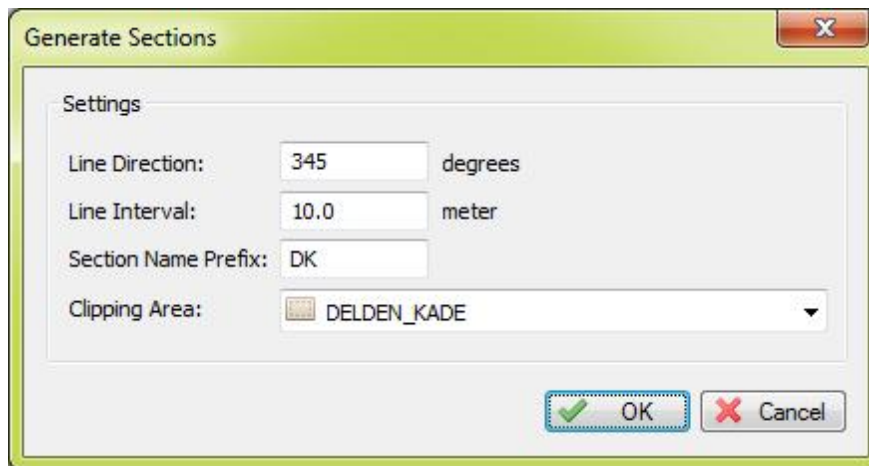 Generate Sections
Settings
Line Direction: 345 degrees
Line Interval: 10.0 meter
Section Name Prefix: DK
Clipping Area: DELDEN_KADE
OK Cancel